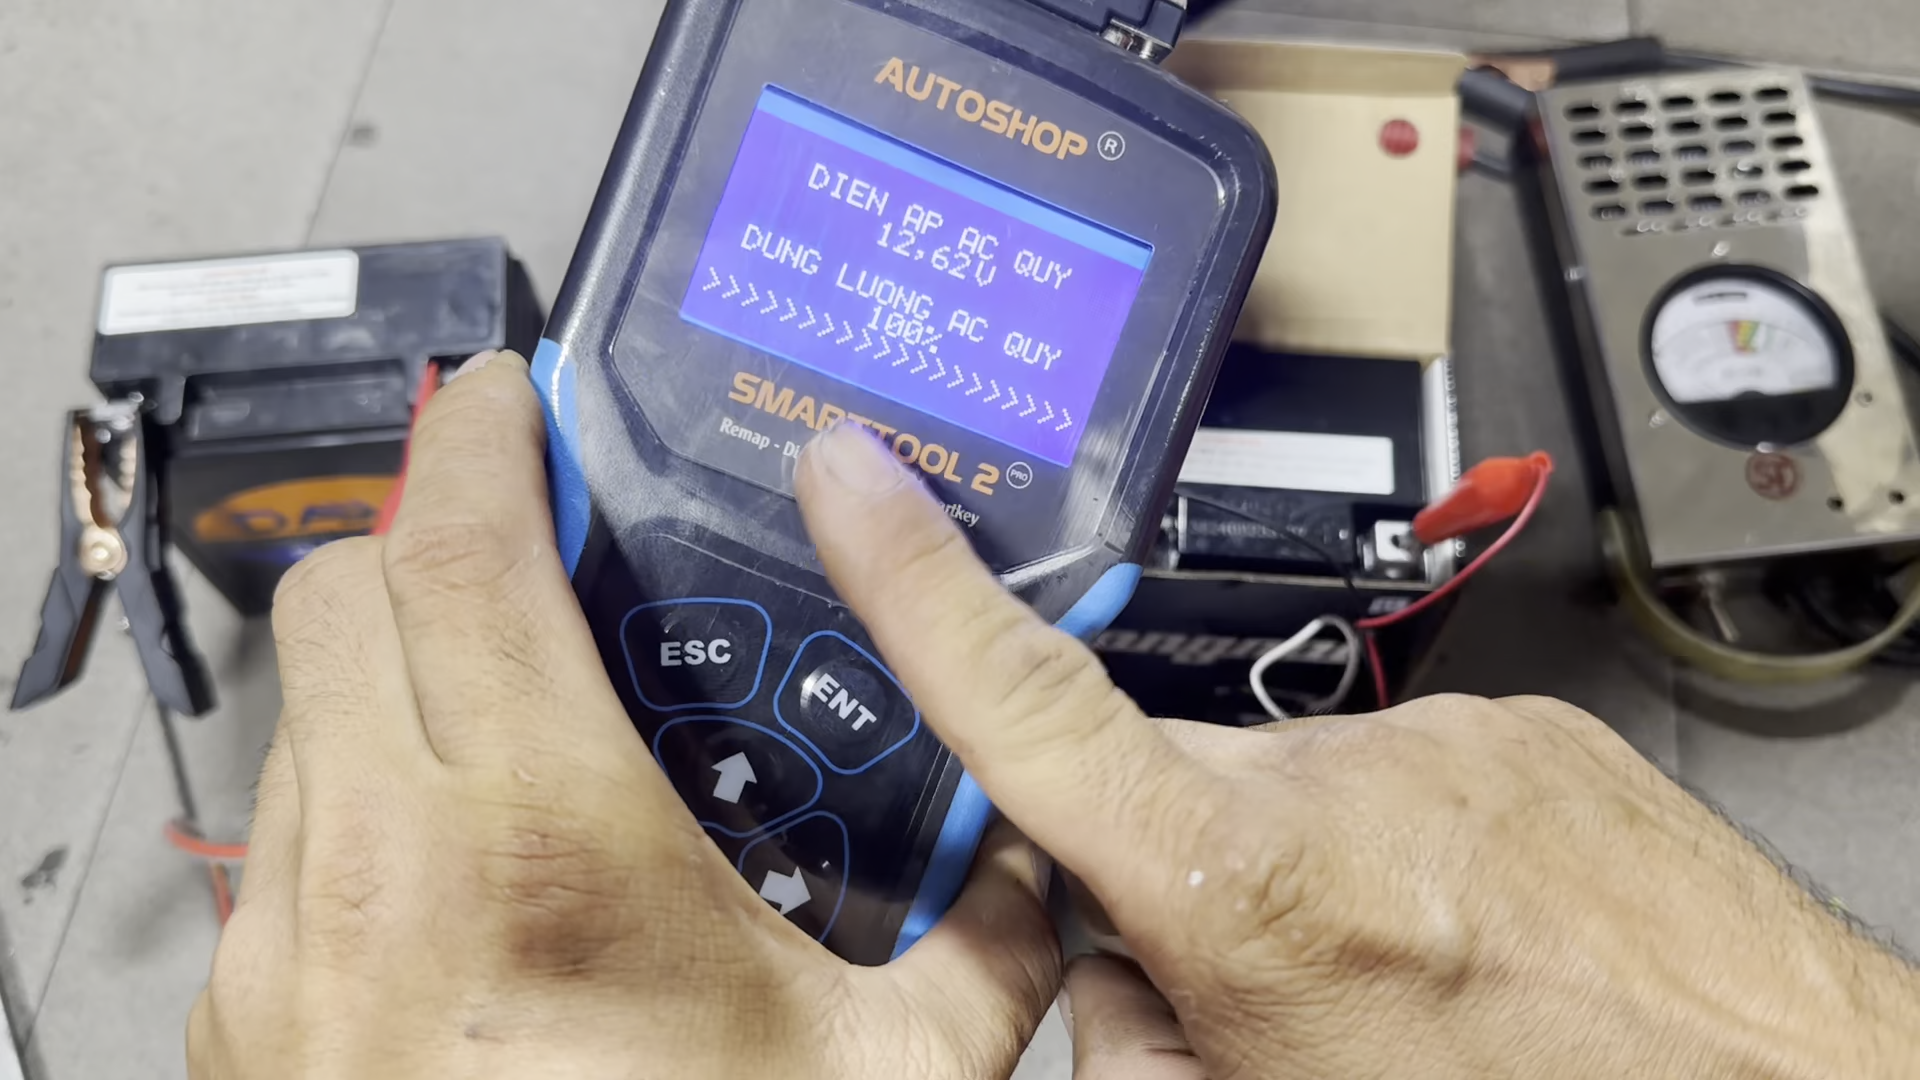 AUTOSHOP ®
DIEN AP AC QUY
12,62V
DUNG LUONG AC QUY
100%
>>>>>>>>>>>>>>>>>>>>>>>>
SMARTTOOL 2 PRO
Remap
ESC
ENT